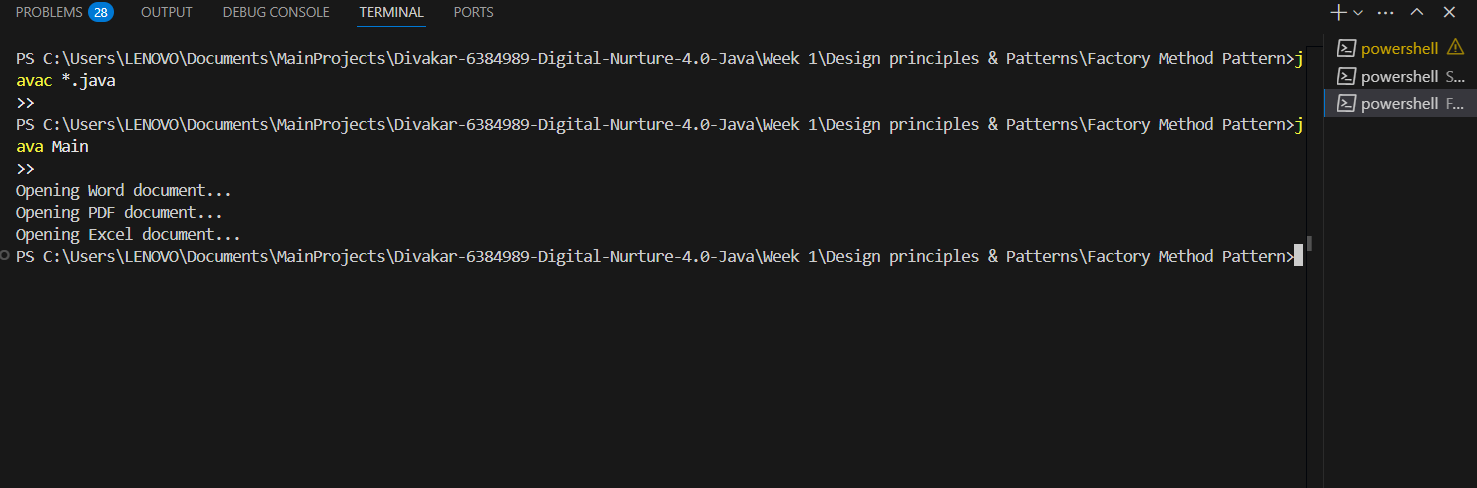 PROBLEMS 28 OUTPUT DEBUG CONSOLE TERMINAL PORTS
PS C:\Users\LENOVO\Documents\MainProjects\Divakar-6384989-Digital-Nurture-4.0-Java\Week 1\Design principles & Patterns\Factory Method Pattern>j
avac *.java
>>
PS C:\Users\LENOVO\Documents\MainProjects\Divakar-6384989-Digital-Nurture-4.0-Java\Week 1\Design principles & Patterns\Factory Method Pattern>j
ava Main
>>
Opening Word document...
Opening PDF document...
Opening Excel document...
PS C:\Users\LENOVO\Documents\MainProjects\Divakar-6384989-Digital-Nurture-4.0-Java\Week 1\Design principles & Patterns\Factory Method Pattern>
powershell
powershell S...
powershell F...